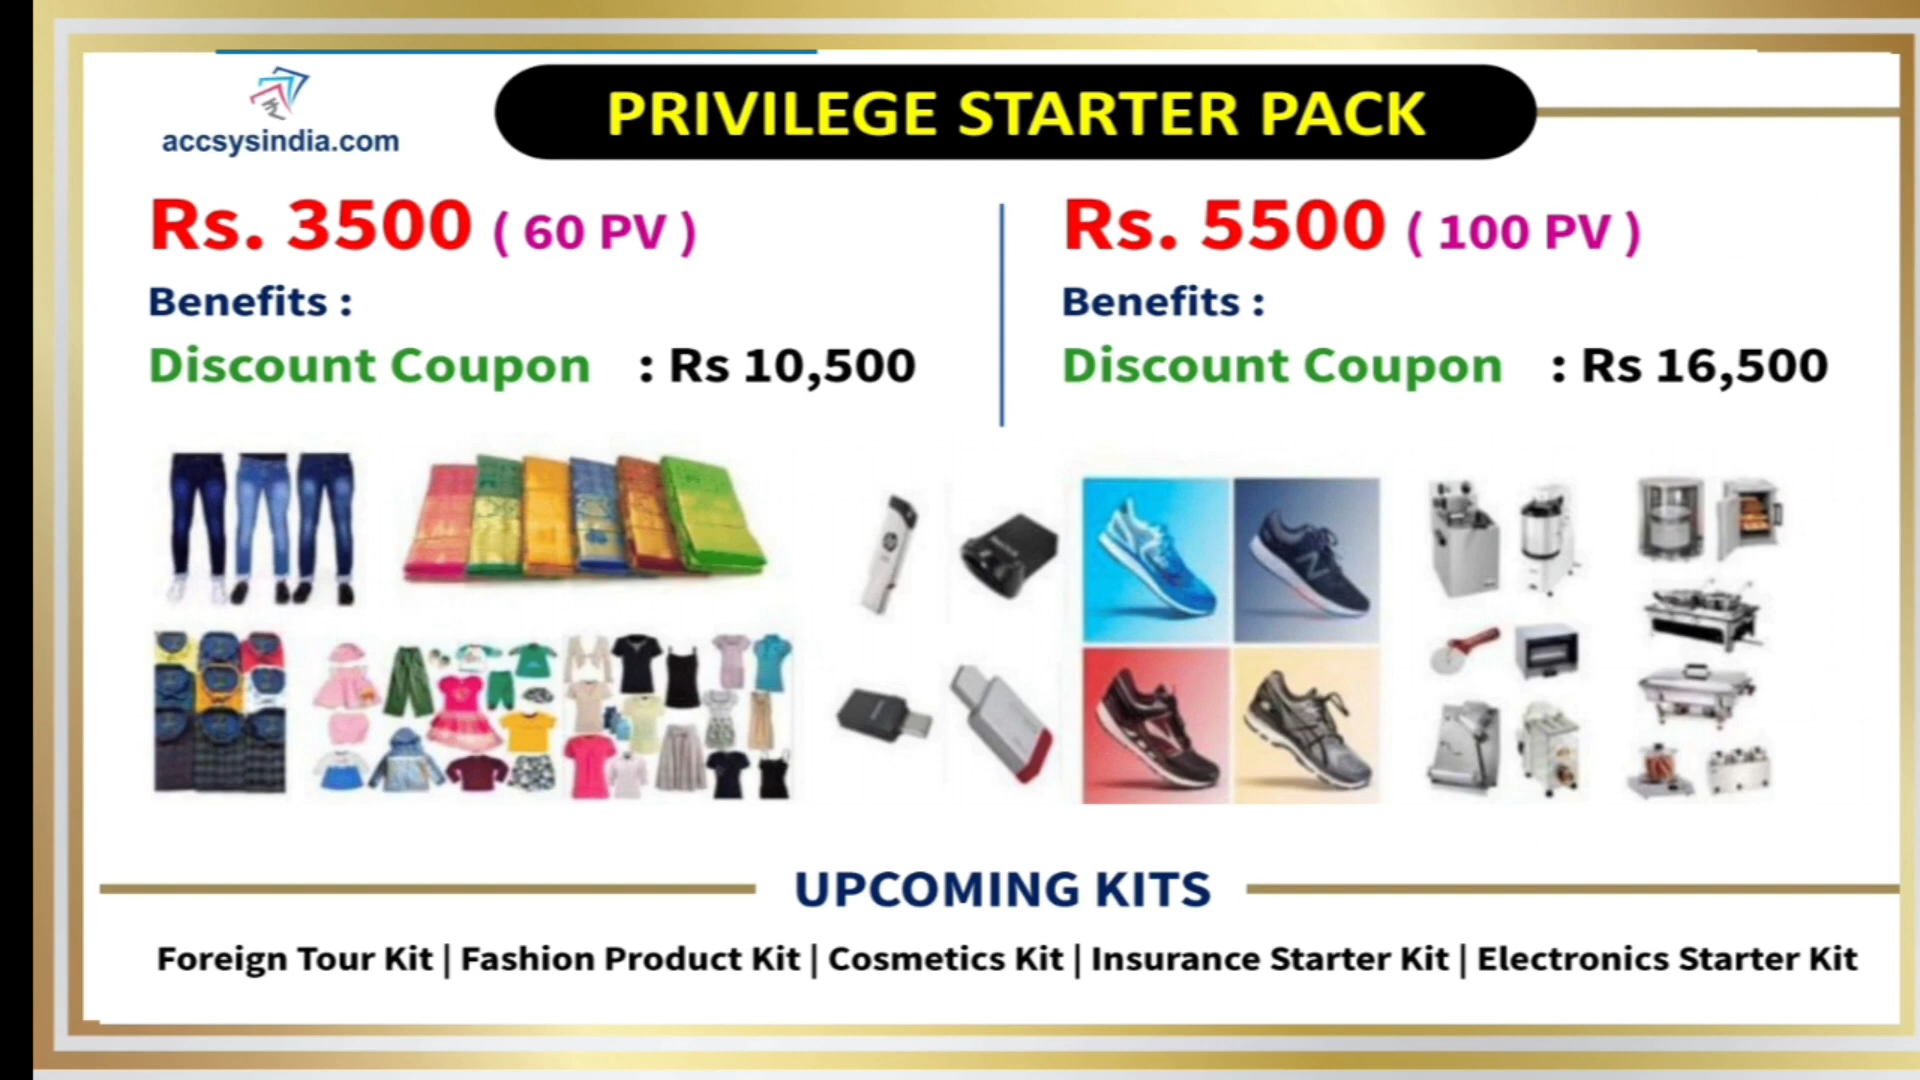 accsysindia.com
PRIVILEGE STARTER PACK
Rs. 3500 ( 60 PV )
Benefits :
Discount Coupon : Rs 10,500
Rs. 5500 ( 100 PV )
Benefits :
Discount Coupon : Rs 16,500
UPCOMING KITS
Foreign Tour Kit | Fashion Product Kit | Cosmetics Kit | Insurance Starter Kit | Electronics Starter Kit